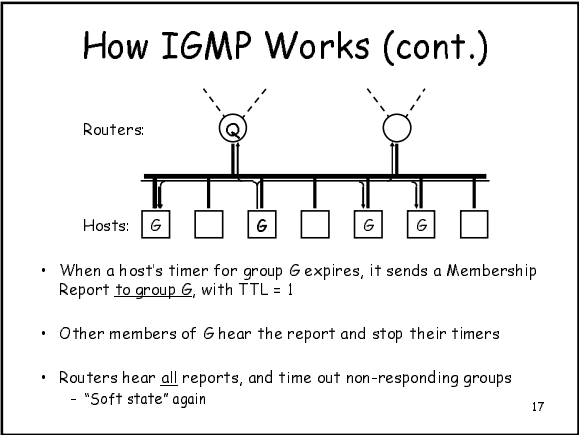 How IGMP Works (cont.)
Q
Routers:
Hosts: G G G G
• When a host's timer for group G expires, it sends a Membership
Report to group G, with TTL = 1
• Other members of G hear the report and stop their timers
• Routers hear all reports, and time out non-responding groups
- "Soft state" again
17